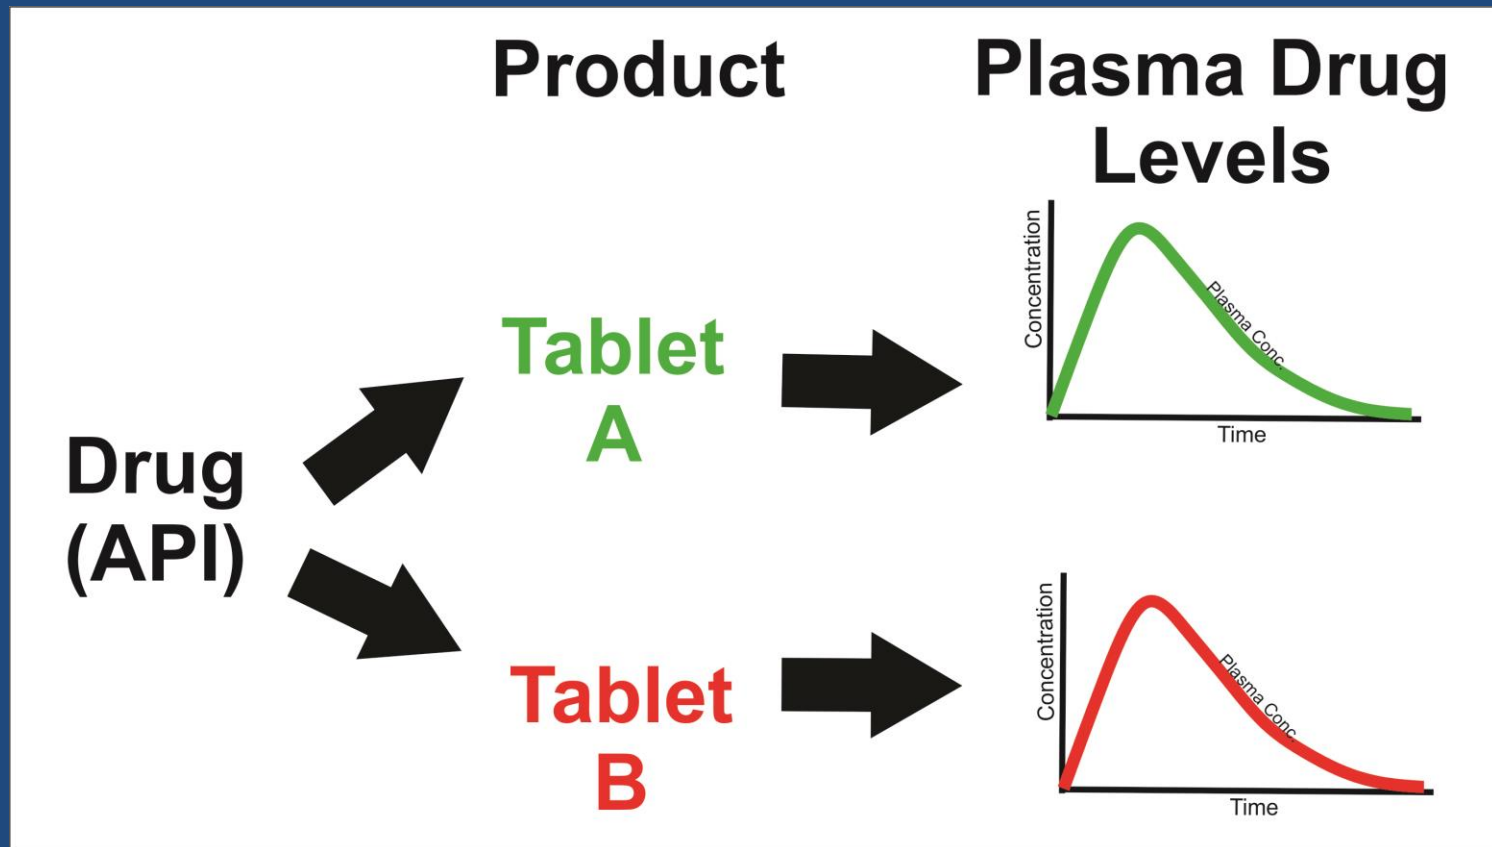 Product
Plasma Drug
Levels
Concentration
Plasma Conc.
Time
Tablet
A
Drug
(API)
Tablet
B
Concentration
Plasma Conc.
Time